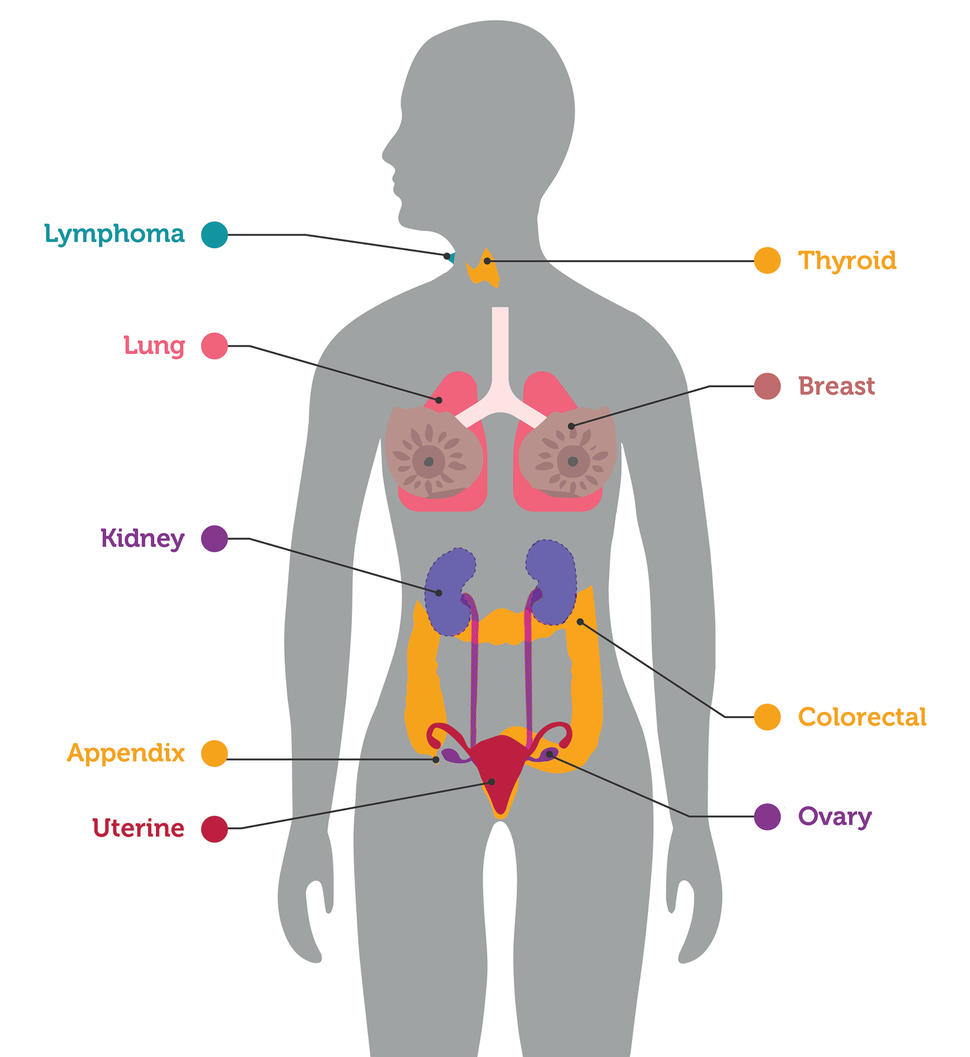 Lymphoma
Thyroid
Lung
Breast
Kidney
Colorectal
Appendix
Ovary
Uterine